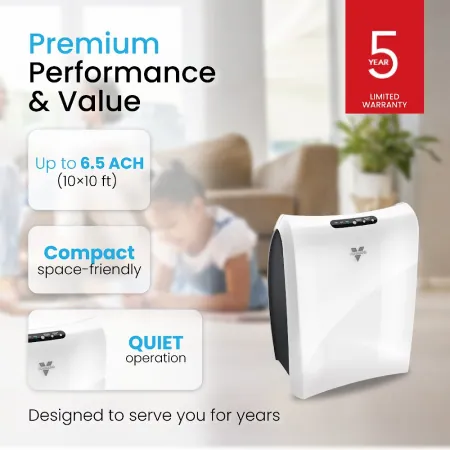 Premium
Performance
& Value
5
YEAR
LIMITED
WARRANTY
Up to 6.5 ACH
(10×10 ft)
Compact
space-friendly
QUIET
operation
Designed to serve you for years